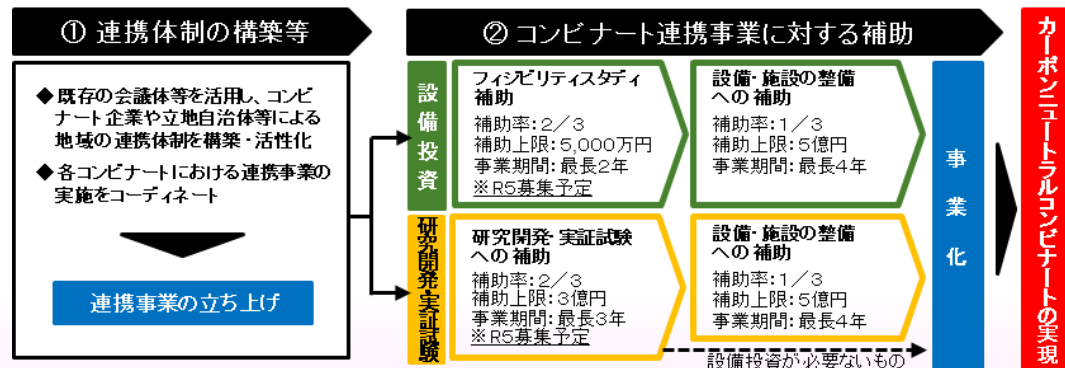 ① 連携体制の構築等
◆既存の会議体等を活用し、コンビ
ナート企業や立地自治体等による
地域の連携体制を構築・活性化
◆各コンビナートにおける連携事業の
実施をコーディネート
連携事業の立ち上げ
② コンビナート連携事業に対する補助
設備投資
フィジビリティスタディ
補助
補助率：2／3
補助上限：5,000万円
事業期間：最長2年
※R5募集予定
設備・施設の整備
への補助
補助率：1／3
補助上限：5億円
事業期間：最長4年
研究開発・実証試験
研究開発・実証試験
への補助
補助率：2／3
補助上限：3億円
事業期間：最長3年
※R5募集予定
設備・施設の整備
への補助
補助率：1／3
補助上限：5億円
事業期間：最長4年
設備投資が必要ないもの
事業化
カーボンニュートラルコンビナートの実現